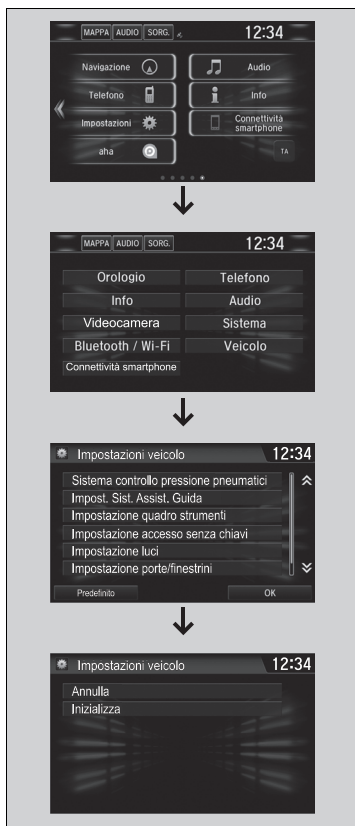 MAPPA AUDIO SORG. 12:34
Navigazione Audio
Telefono Info
Impostazioni Connettività
smartphone
aha TA
MAPPA AUDIO SORG. 12:34
Orologio Telefono
Info Audio
Videocamera Sistema
Bluetooth / Wi-Fi Veicolo
Connettività smartphone
Impostazioni veicolo 12:34
Sistema controllo pressione pneumatici
Impost. Sist. Assist. Guida
Impostazione quadro strumenti
Impostazione accesso senza chiavi
Impostazione luci
Impostazione porte/finestrini
Predefinito OK
Impostazioni veicolo 12:34
Annulla
Inizializza